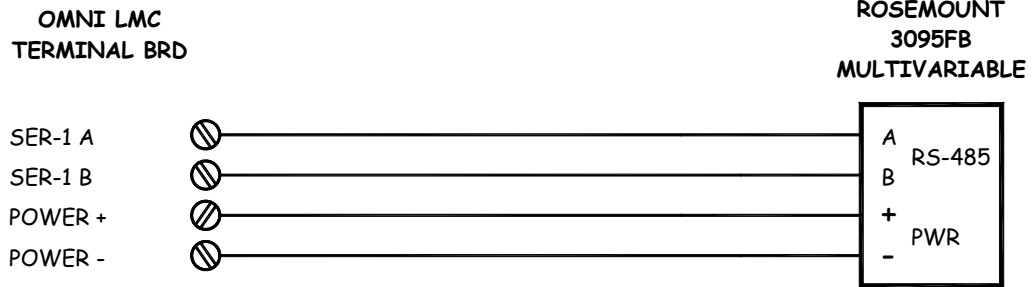 OMNI LMC
TERMINAL BRD
ROSEMOUNT
3095FB
MULTIVARIABLE
SER-1 A
SER-1 B
POWER +
POWER -
A
RS-485
B
+
PWR
-